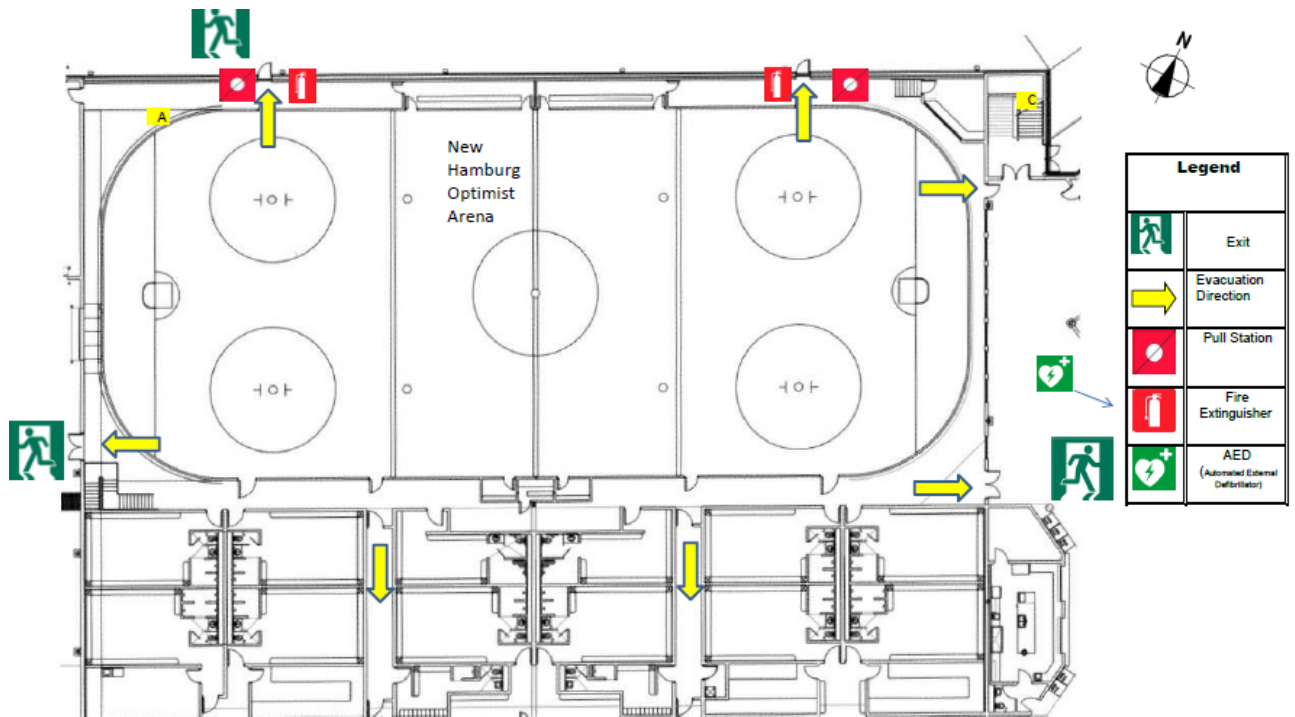 N
A
C
New
Hamburg
Optimist
Arena
Legend
Exit
Evacuation
Direction
Pull Station
Fire
Extinguisher
AED
(Automated External
Defibrillator)